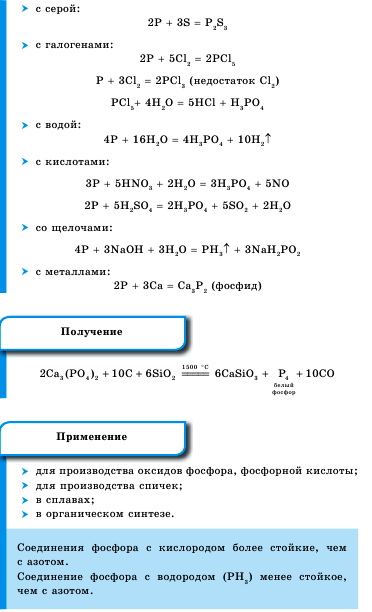 ➤ с серой:
2P + 3S = P₂S₃
➤ с галогенами:
2P + 5Cl₂ = 2PCl₅
P + 3Cl₂ = 2PCl₃ (недостаток Cl₂)
PCl₅+ 4H₂O = 5HCl + H₃PO₄
➤ с водой:
4P + 16H₂O = 4H₃PO₄ + 10H₂↑
➤ с кислотами:
3P + 5HNO₃ + 2H₂O = 3H₃PO₄ + 5NO
2P + 5H₂SO₄ = 2H₃PO₄ + 5SO₂ + 2H₂O
➤ со щелочами:
4P + 3NaOH + 3H₂O = PH₃↑ + 3NaH₂PO₂
➤ с металлами:
2P + 3Ca = Ca₃P₂ (фосфид)
Получение
1500 °C
2Ca₃(PO₄)₂ + 10C + 6SiO₂ ═══ 6CaSiO₃ + P₄ + 10CO
белый
фосфор
Применение
➤ для производства оксидов фосфора, фосфорной кислоты;
➤ для производства спичек;
➤ в сплавах;
➤ в органическом синтезе.
Соединения фосфора с кислородом более стойкие, чем
с азотом.
Соединение фосфора с водородом (PH₃) менее стойкое,
чем с азотом.